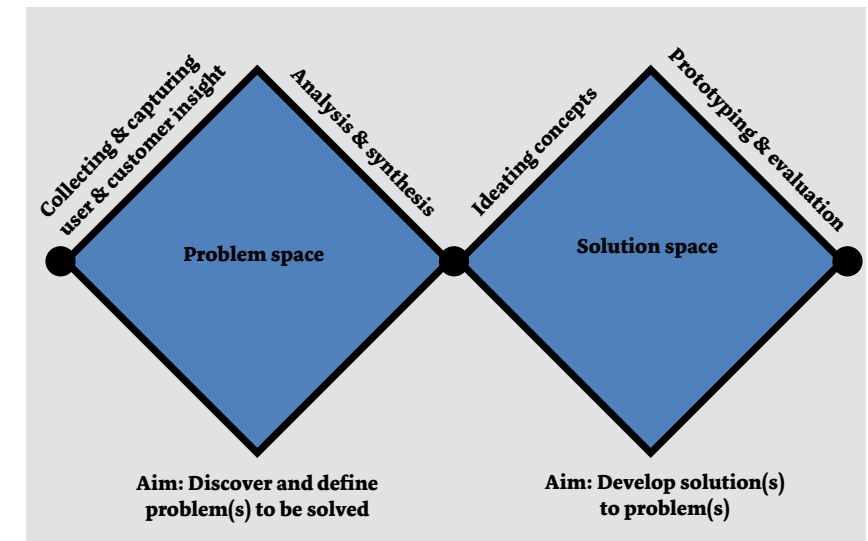 Collecting & capturing
user & customer insight
Analysis & synthesis
Ideating concepts
Prototyping & evaluation
Problem space
Solution space
Aim: Discover and define
problem(s) to be solved
Aim: Develop solution(s)
to problem(s)